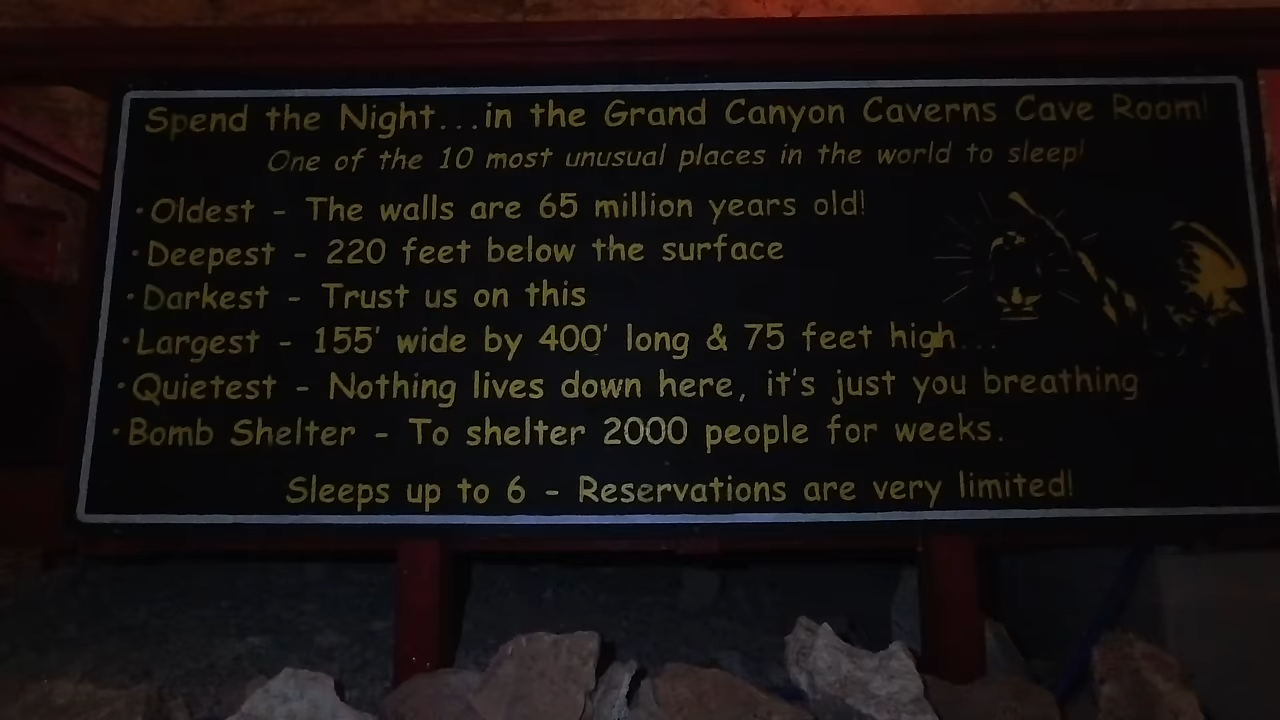 Spend the Night...in the Grand Canyon Caverns Cave Room!
One of the 10 most unusual places in the world to sleep!
· Oldest - The walls are 65 million years old!
· Deepest - 220 feet below the surface
· Darkest - Trust us on this
· Largest - 155' wide by 400' long & 75 feet high...
· Quietest - Nothing lives down here, it's just you breathing
· Bomb Shelter - To shelter 2000 people for weeks.
Sleeps up to 6 - Reservations are very limited!